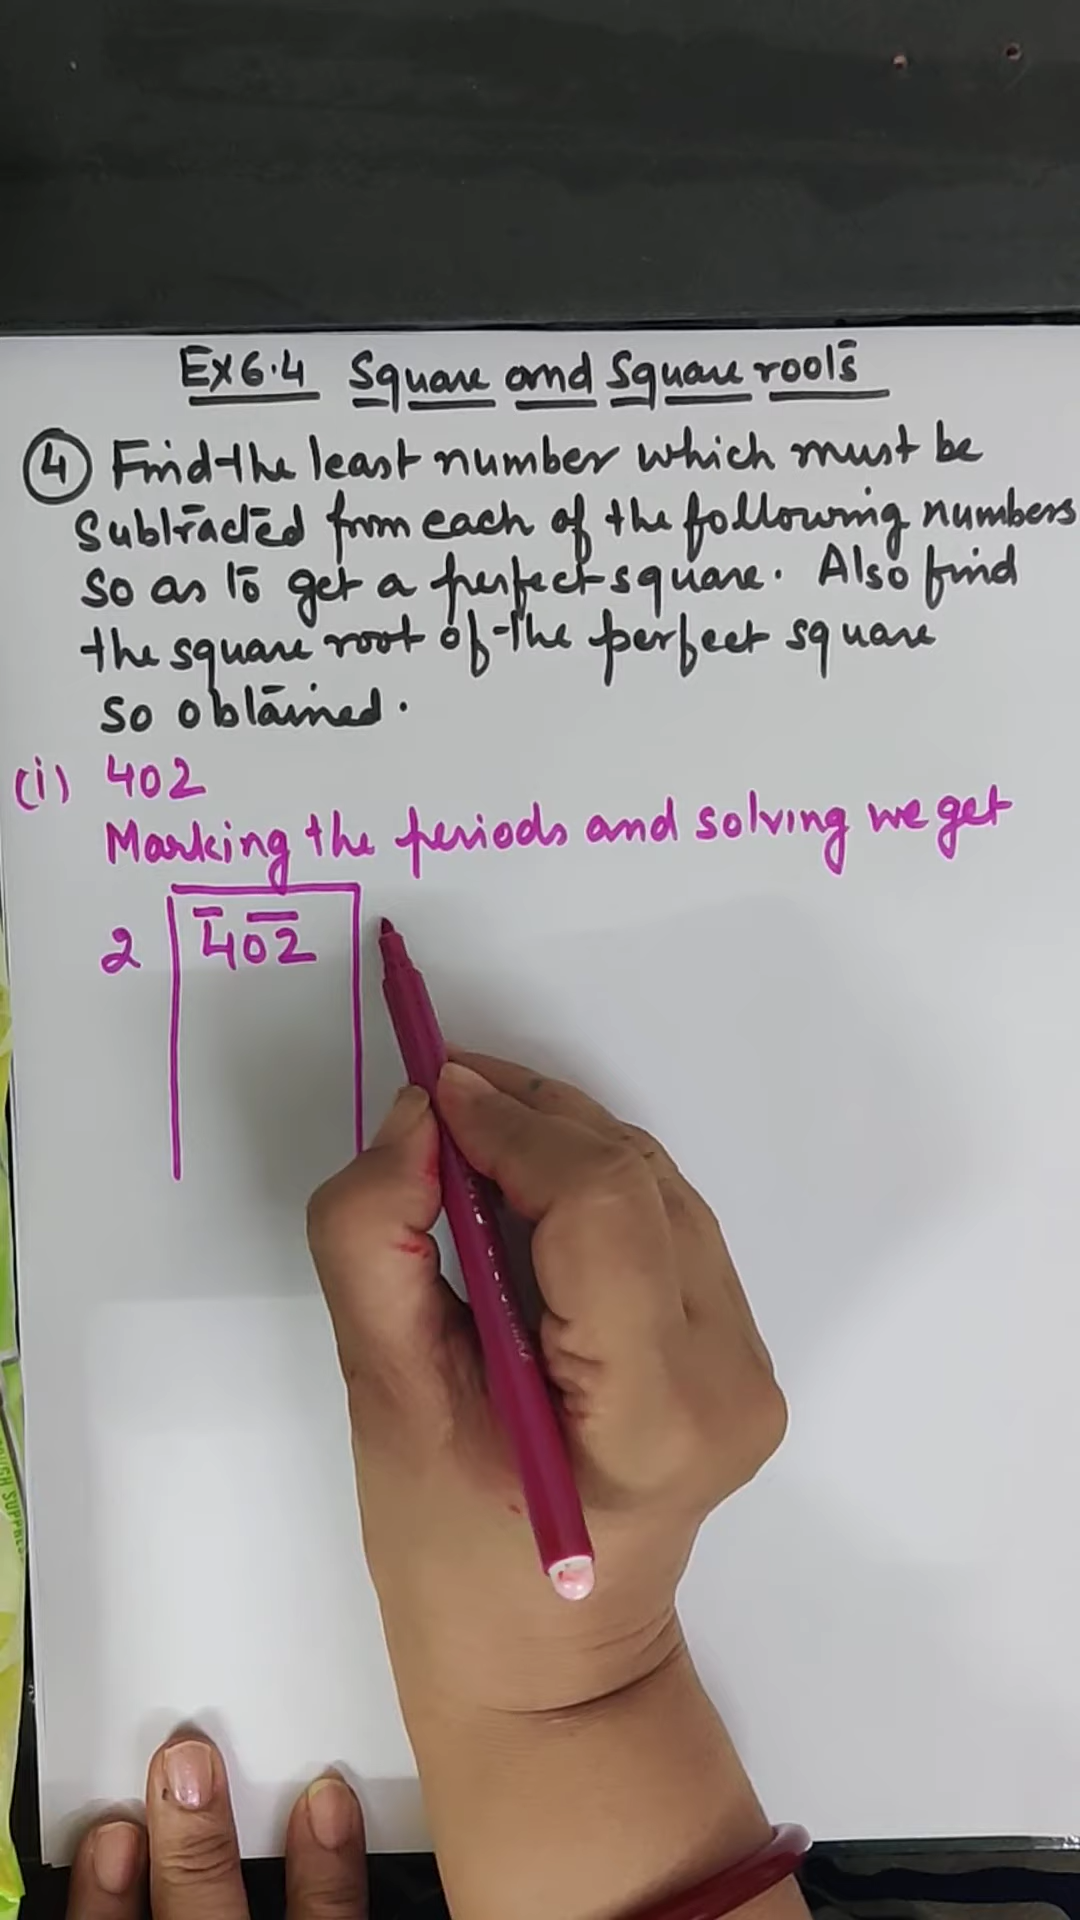 Ex 6.4 Square and Square roots
④ Find the least number which must be
Subtracted from each of the following numbers
so as to get a perfect square. Also find
the square root of the perfect square
so obtained.
(i) 402
Marking the periods and solving we get
2 402